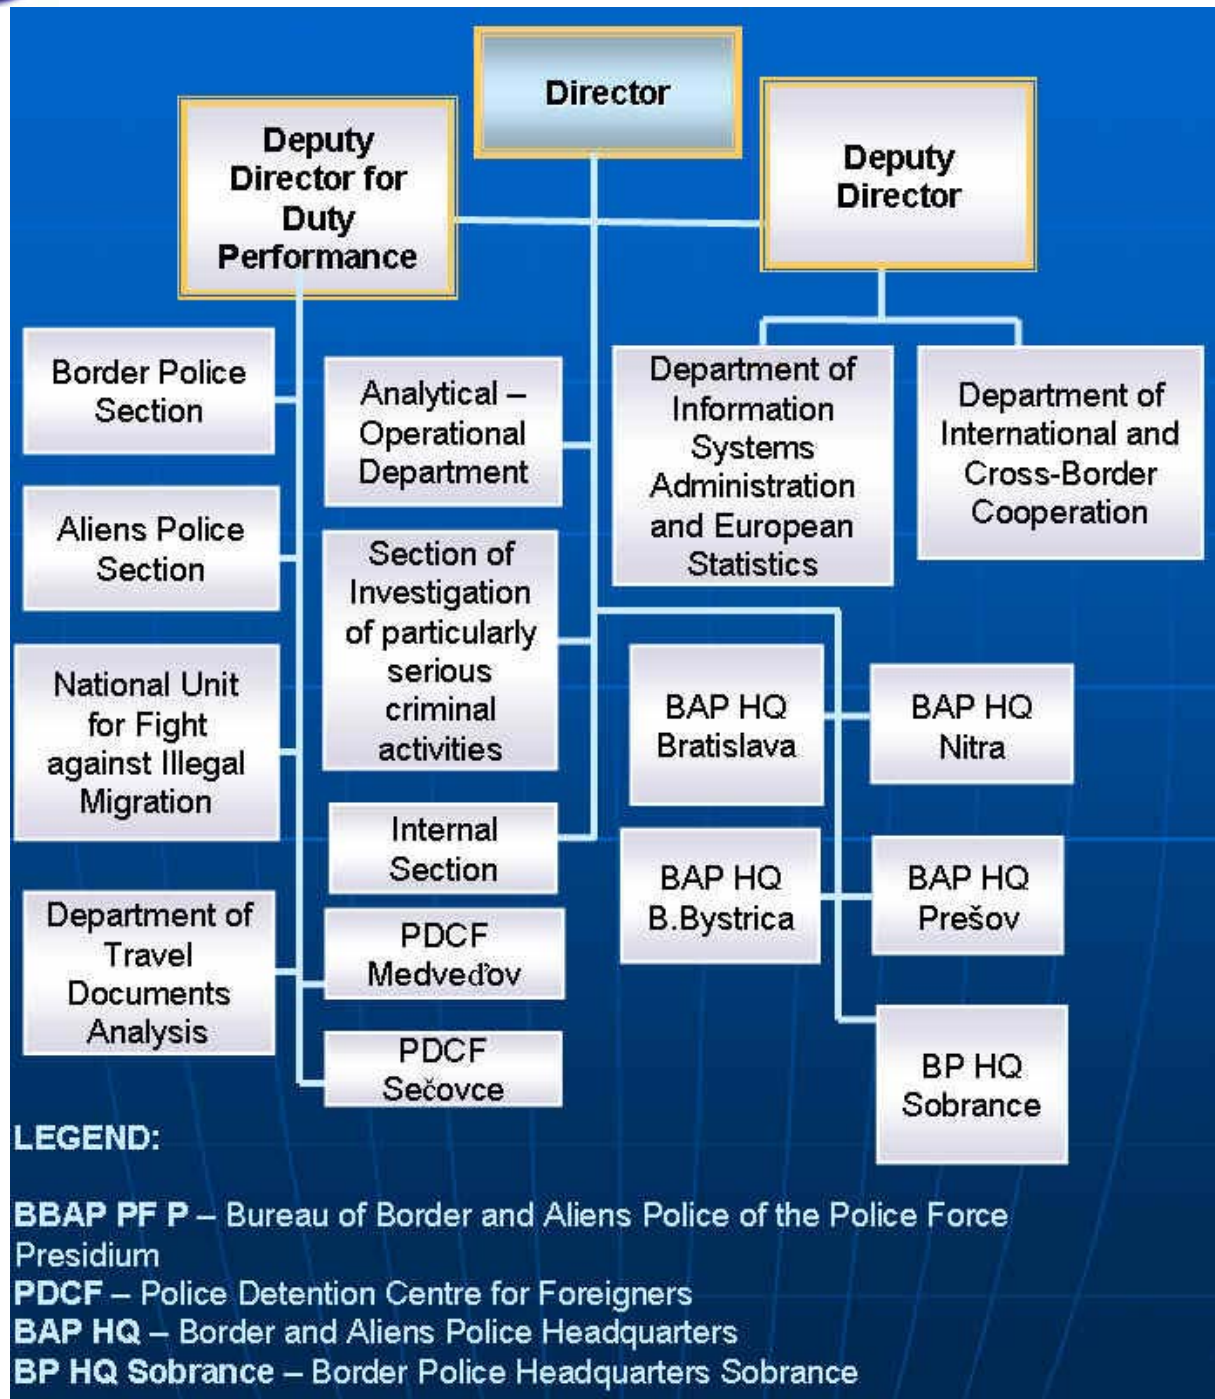 Director
Deputy
Director for
Duty
Performance
Deputy
Director
Border Police
Section
Aliens Police
Section
National Unit
for Fight
against Illegal
Migration
Department of
Travel
Documents
Analysis
Analytical –
Operational
Department
Section of
Investigation
of particularly
serious
criminal
activities
Internal
Section
PDCF
Medveďov
PDCF
Sečovce
Department of
Information
Systems
Administration
and European
Statistics
Department of
International and
Cross-Border
Cooperation
BAP HQ
Bratislava
BAP HQ
Nitra
BAP HQ
B.Bystrica
BAP HQ
Prešov
BP HQ
Sobrance
LEGEND:
BBAP PF P – Bureau of Border and Aliens Police of the Police Force
Presidium
PDCF – Police Detention Centre for Foreigners
BAP HQ – Border and Aliens Police Headquarters
BP HQ Sobrance – Border Police Headquarters Sobrance